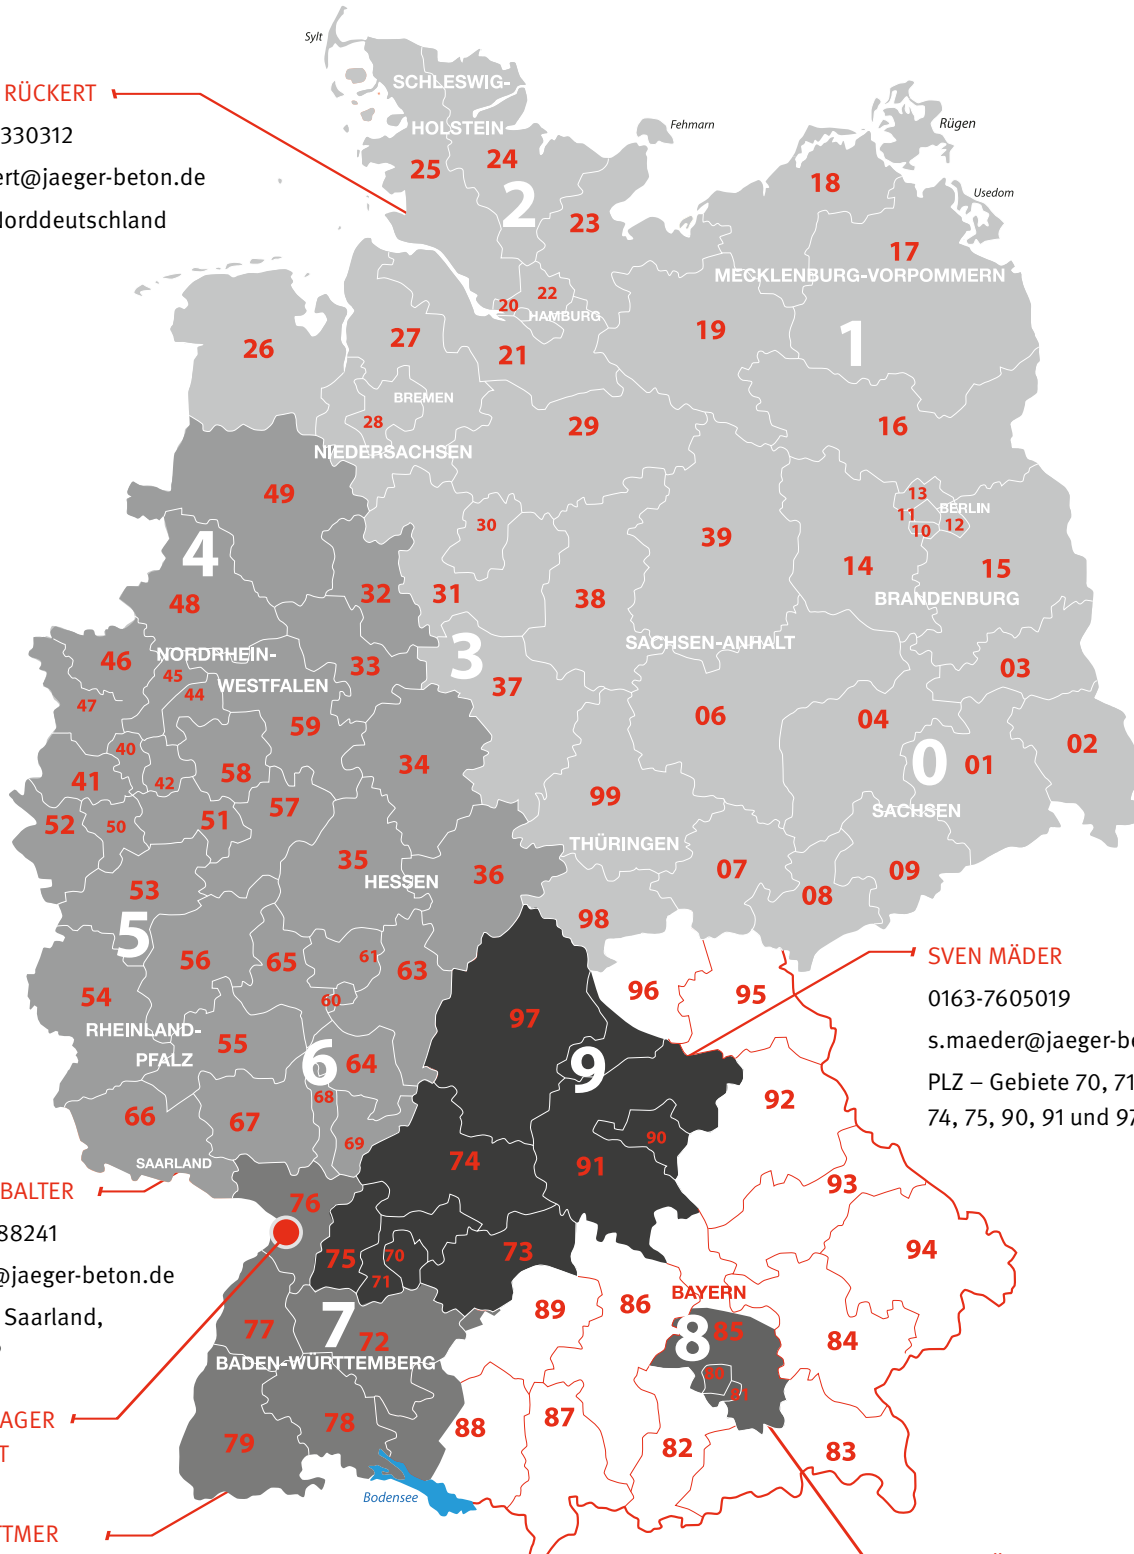 Sylt
SCHLESWIG-
RÜCKERT
330312
HOLSTEIN
Fehmarn
Rügen
25
24
ert@jaeger-beton.de
18
Usedom
2
Norddeutschland
23
17
MECKLENBURG-VORPOMMERN
22
20
HAMBURG
19
1
27
26
21
BREMEN
28
29
16
NIEDERSACHSEN
49
13
BERLIN
11
12
30
10
39
4
14
15
32
31
38
BRANDENBURG
48
SACHSEN-ANHALT
NORDRHEIN-
3
46
33
03
45
WESTFALEN
37
44
47
06
04
59
02
40
34
0
01
58
41
42
99
57
SACHSEN
52
50
51
THÜRINGEN
35
07
09
HESSEN
36
53
08
98
5
SVEN MÄDER
56
65
61
63
96
95
54
60
0163-7605019
97
RHEINLAND-
s.maeder@jaeger-be
55
PFALZ
6
64
9
PLZ – Gebiete 70, 71
68
92
66
67
74, 75, 90, 91 und 97
69
90
SAARLAND
74
91
BALTER
93
76
88241
75
70
73
94
71
@jaeger-beton.de
BAYERN
Saarland,
89
86
77
7
72
8
85
84
BADEN-WÜRTTEMBERG
80
81
AGER
79
78
88
87
82
83
T
Bodensee
TMER